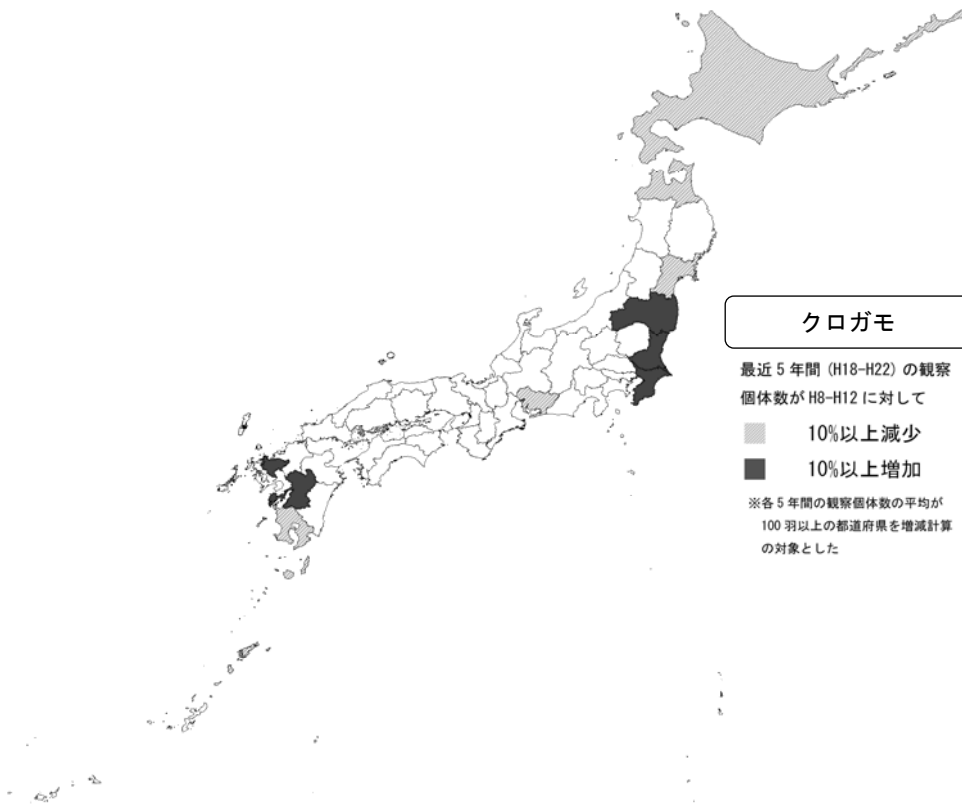 クロガモ
最近5年間(H18-H22)の観察
個体数がH8-H12に対して
10%以上減少
10%以上増加
※各5年間の観察個体数の平均が
100羽以上の都道府県を増減計算
の対象とした